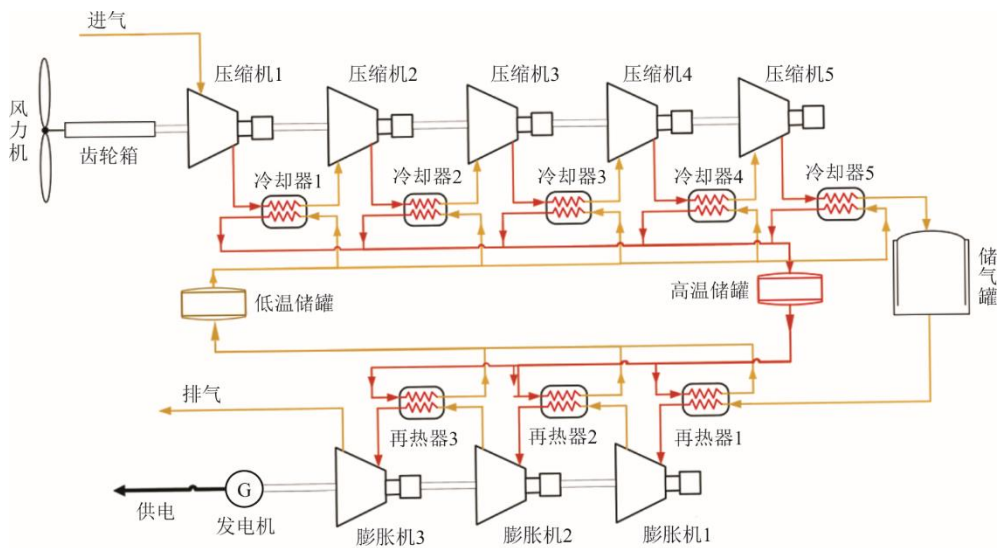 进气
压缩机1
压缩机2
压缩机3
压缩机4
压缩机5
风力机
齿轮箱
冷却器1
冷却器2
冷却器3
冷却器4
冷却器5
低温储罐
高温储罐
储气罐
排气
再热器3
再热器2
再热器1
G
供电
发电机
膨胀机3
膨胀机2
膨胀机1